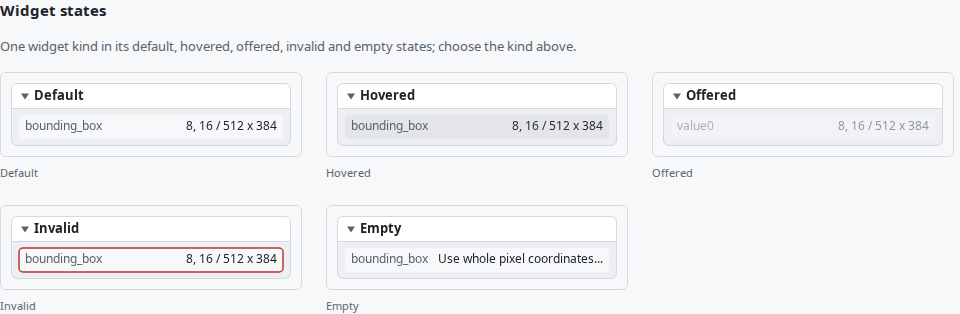 Widget states
One widget kind in its default, hovered, offered, invalid and empty states; choose the kind above.
Default
bounding_box 8, 16 / 512 x 384
Default
Hovered
bounding_box 8, 16 / 512 x 384
Hovered
Offered
value0 8, 16 / 512 x 384
Offered
Invalid
bounding_box 8, 16 / 512 x 384
Invalid
Empty
bounding_box Use whole pixel coordinates...
Empty